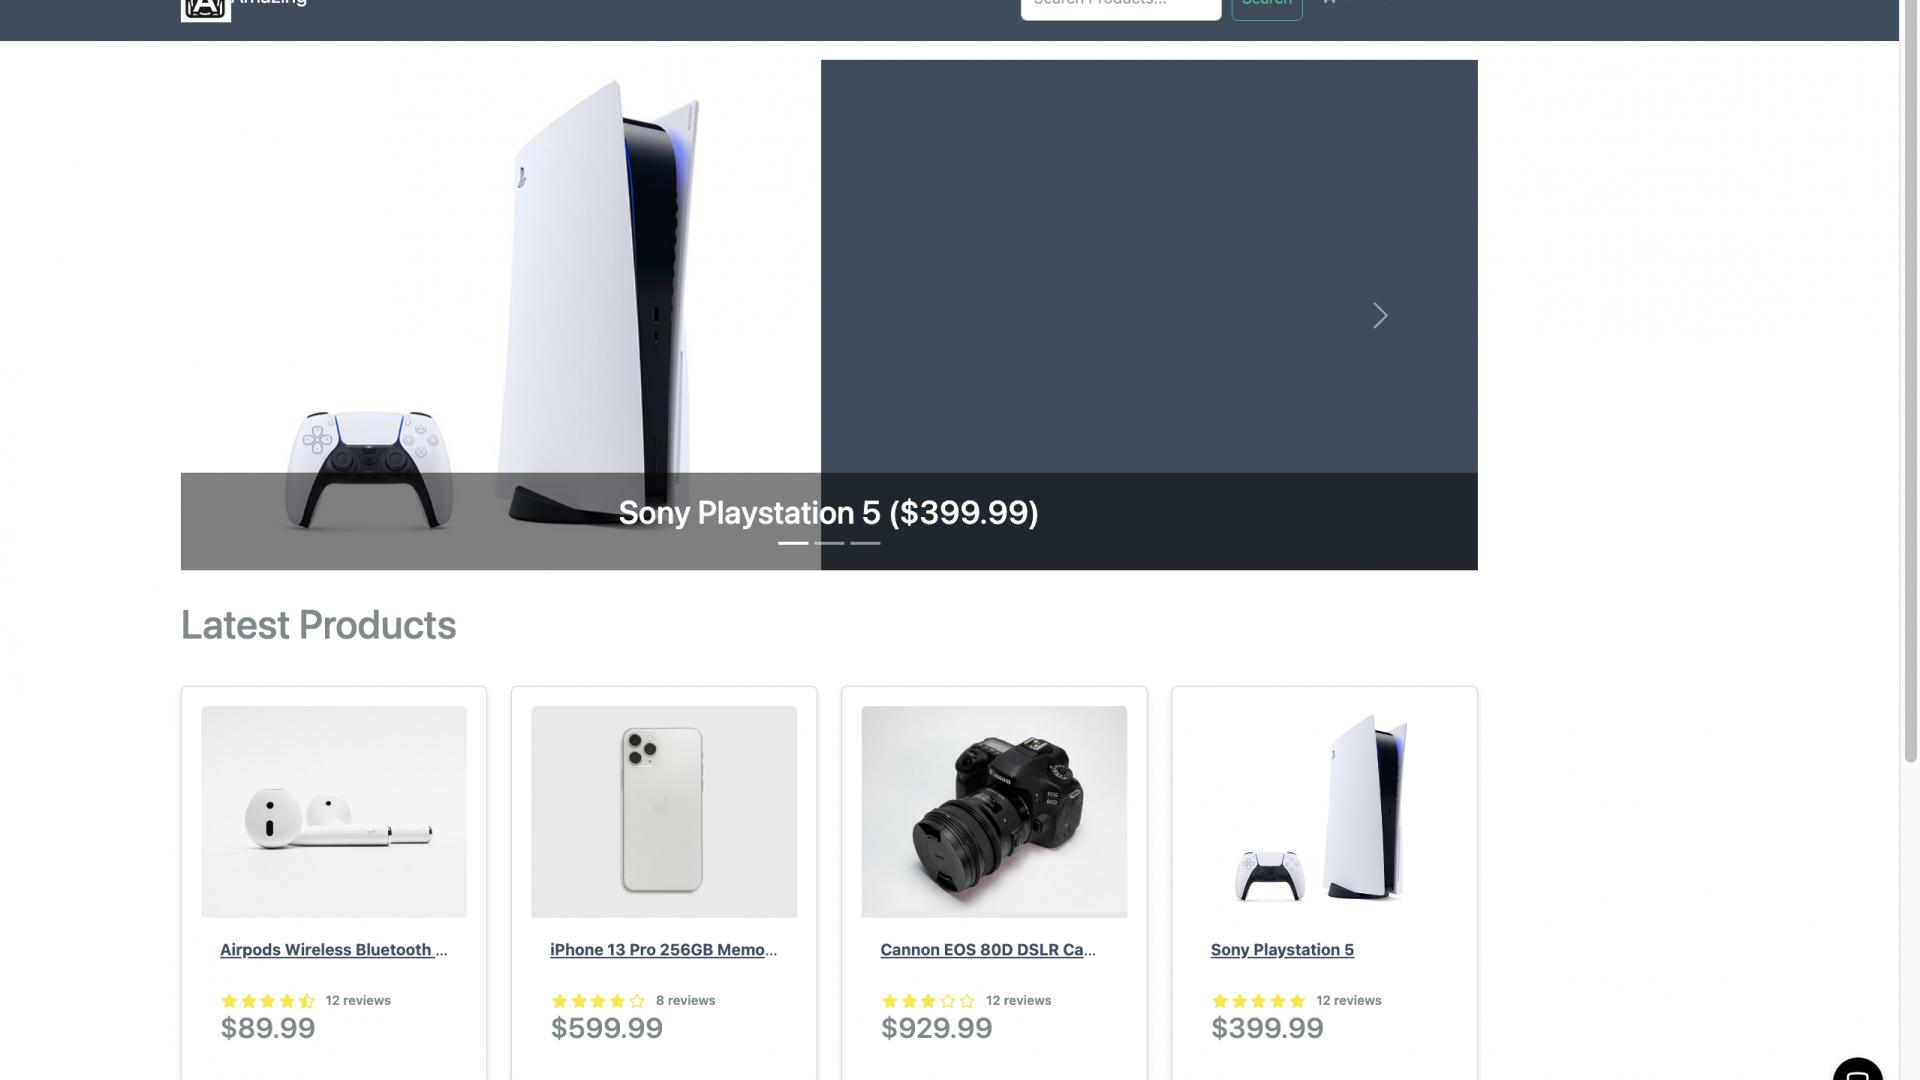 Amazing
Search Products...
Search
Sony Playstation 5 ($399.99)
Latest Products
Airpods Wireless Bluetooth ...
12 reviews
$89.99
iPhone 13 Pro 256GB Memo...
8 reviews
$599.99
Cannon EOS 80D DSLR Ca...
12 reviews
$929.99
Sony Playstation 5
12 reviews
$399.99